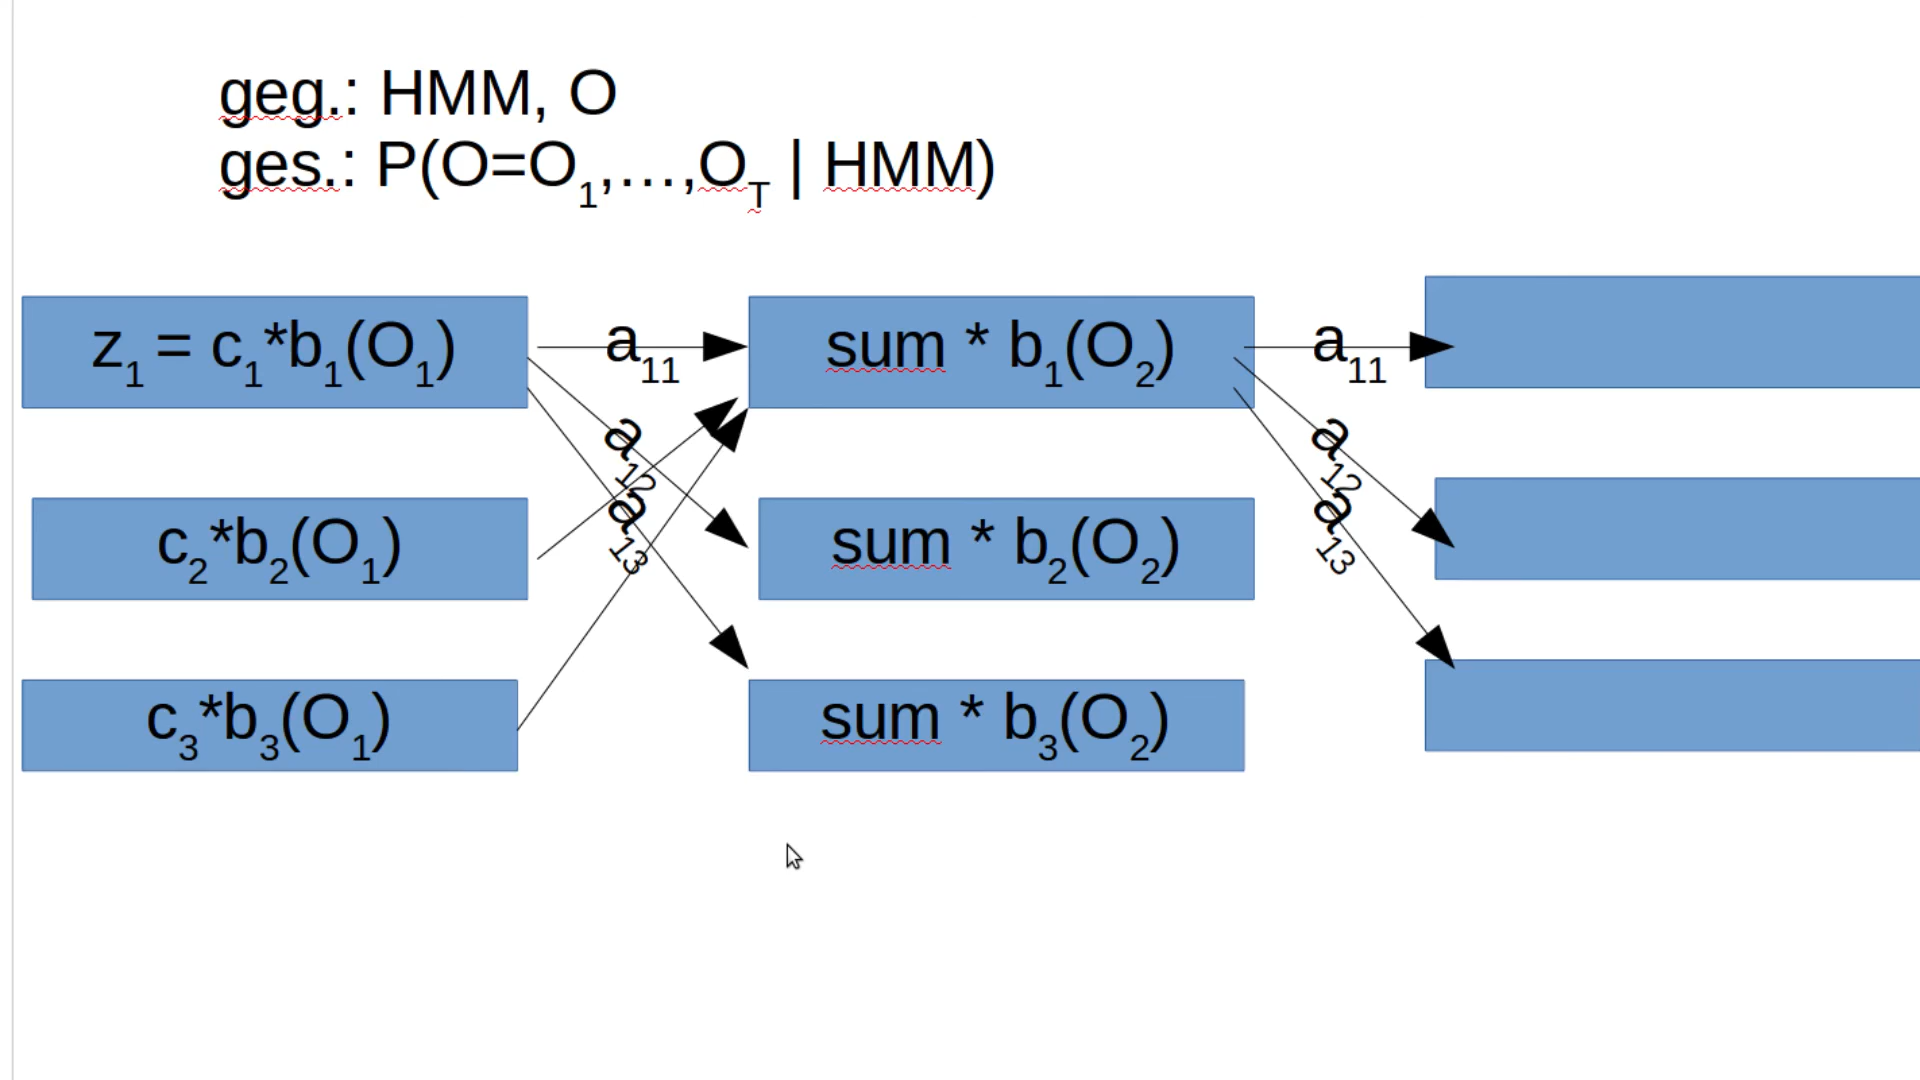 geg.: HMM, O
ges.: P(O=O₁,...,O_T | HMM)
z₁ = c₁*b₁(O₁)
a₁₁
sum * b₁(O₂)
a₁₁
a₁₂
a₁₂
c₂*b₂(O₁)
a₁₃
sum * b₂(O₂)
a₁₃
c₃*b₃(O₁)
sum * b₃(O₂)